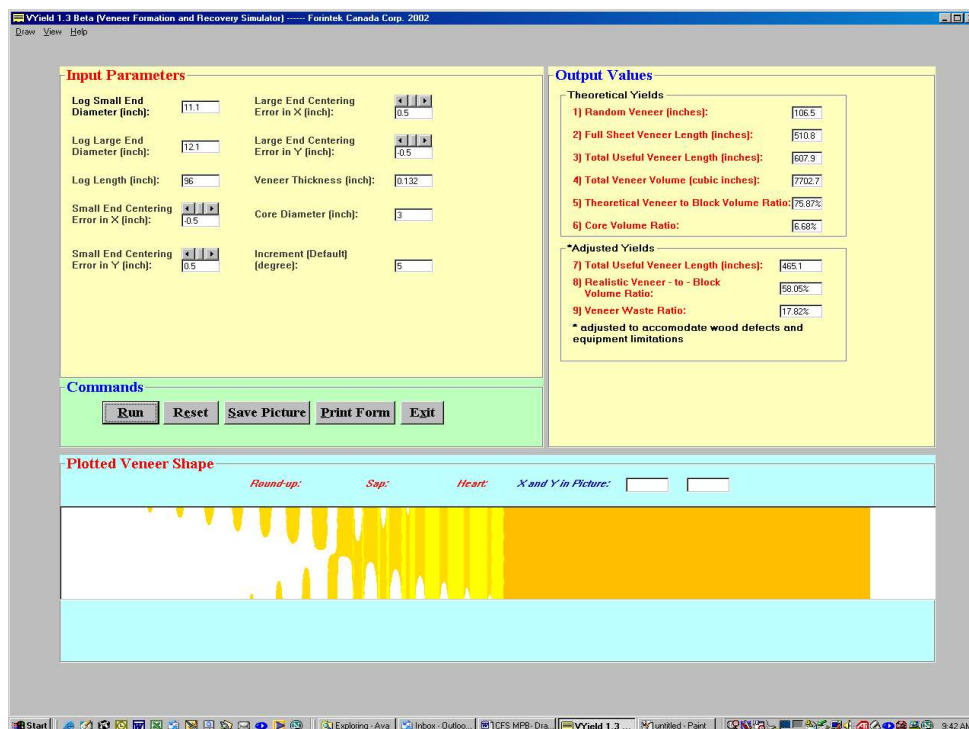 VYield 1.3 Beta (Veneer Formation and Recovery Simulator) ------ Forintek Canada Corp. 2002
Draw View Help
Input Parameters
Log Small End Diameter (inch):
11.1
Large End Centering Error in X (inch):
0.5
Log Large End Diameter (inch):
12.1
Large End Centering Error in Y (inch):
-0.5
Log Length (inch):
96
Veneer Thickness (inch):
0.132
Small End Centering Error in X (inch):
-0.5
Core Diameter (inch):
3
Small End Centering Error in Y (inch):
0.5
Increment (Default) (degree):
5
Commands
Run Reset Save Picture Print Form Exit
Output Values
Theoretical Yields
1) Random Veneer (inches): 106.5
2) Full Sheet Veneer Length (inches): 510.8
3) Total Useful Veneer Length (inches): 607.9
4) Total Veneer Volume (cubic inches): 7702.7
5) Theoretical Veneer to Block Volume Ratio: 75.87%
6) Core Volume Ratio: 6.68%
*Adjusted Yields
7) Total Useful Veneer Length (inches): 465.1
8) Realistic Veneer - to - Block Volume Ratio: 58.05%
9) Veneer Waste Ratio: 17.82%
* adjusted to accomodate wood defects and equipment limitations
Plotted Veneer Shape
Round-up: Sap: Heart: X and Y in Picture:
Start Exploring - Ava Inbox - Outloo... CFS MPB- Dra... VYield 1.3 ... untitled - Paint 9:42 AM